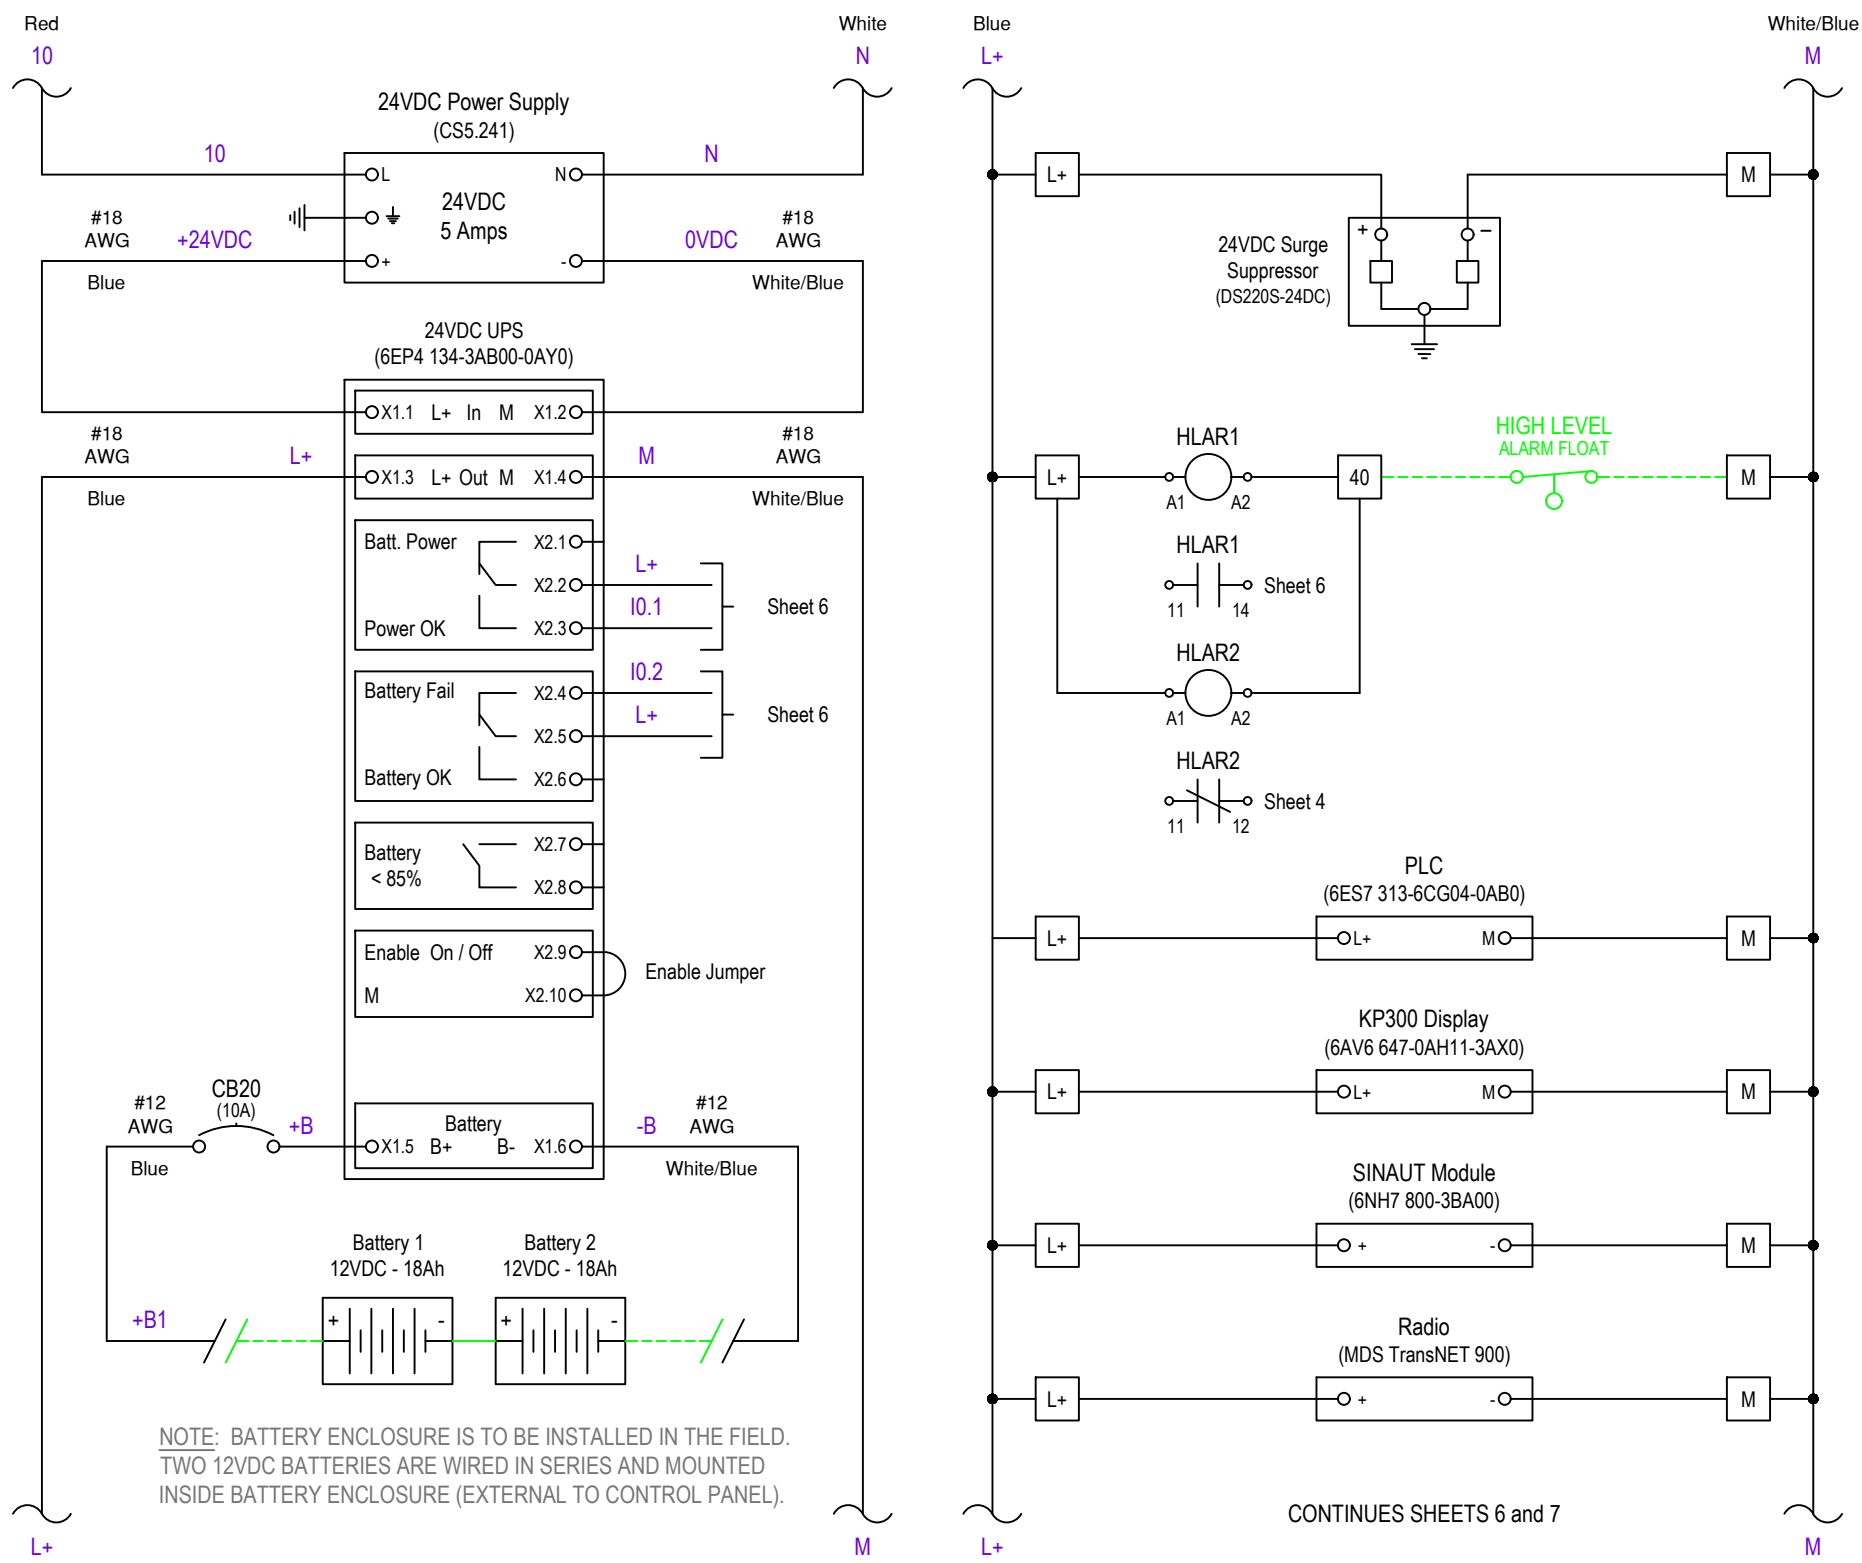 Red
10
White
N
24VDC Power Supply
(CS5.241)
10
N
L
N
24VDC
5 Amps
#18
AWG
+24VDC
0VDC
#18
AWG
+
-
Blue
White/Blue
24VDC UPS
(6EP4 134-3AB00-0AY0)
X1.1 L+ In M X1.2
#18
AWG
L+
M
#18
AWG
X1.3 L+ Out M X1.4
Blue
White/Blue
Batt. Power
X2.1
L+
X2.2
I0.1
Sheet 6
Power OK
X2.3
I0.2
Battery Fail
X2.4
L+
Sheet 6
X2.5
Battery OK
X2.6
Battery
< 85%
X2.7
X2.8
Enable On / Off
X2.9
Enable Jumper
M
X2.10
#12
AWG
CB20
(10A)
+B
Battery
-B
#12
AWG
X1.5 B+ B- X1.6
Blue
White/Blue
Battery 1
12VDC - 18Ah
Battery 2
12VDC - 18Ah
+B1
+ -
+ -
NOTE: BATTERY ENCLOSURE IS TO BE INSTALLED IN THE FIELD.
TWO 12VDC BATTERIES ARE WIRED IN SERIES AND MOUNTED
INSIDE BATTERY ENCLOSURE (EXTERNAL TO CONTROL PANEL).
L+
M
Blue
L+
White/Blue
M
L+
M
+ −
24VDC Surge
Suppressor
(DS220S-24DC)
HIGH LEVEL
ALARM FLOAT
HLAR1
L+
40
M
A1
A2
HLAR1
Sheet 6
11
14
HLAR2
A1
A2
HLAR2
Sheet 4
11
12
PLC
(6ES7 313-6CG04-0AB0)
L+
L+
M
M
KP300 Display
(6AV6 647-0AH11-3AX0)
L+
L+
M
M
SINAUT Module
(6NH7 800-3BA00)
L+
+
-
M
Radio
(MDS TransNET 900)
L+
+
-
M
CONTINUES SHEETS 6 and 7
L+
M